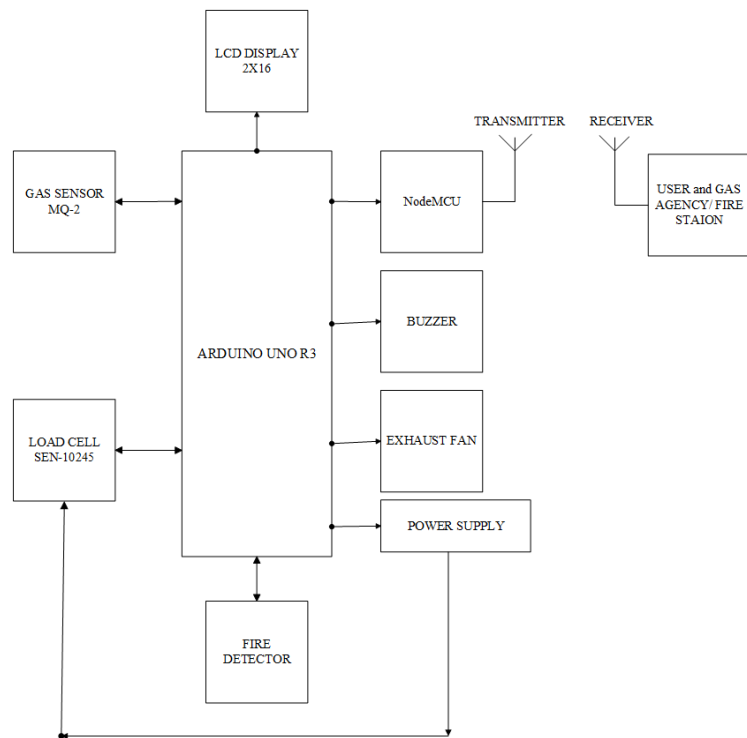 LCD DISPLAY
2X16
TRANSMITTER
RECEIVER
GAS SENSOR
MQ-2
NodeMCU
USER and GAS
AGENCY/ FIRE
STAION
BUZZER
ARDUINO UNO R3
LOAD CELL
SEN-10245
EXHAUST FAN
POWER SUPPLY
FIRE
DETECTOR